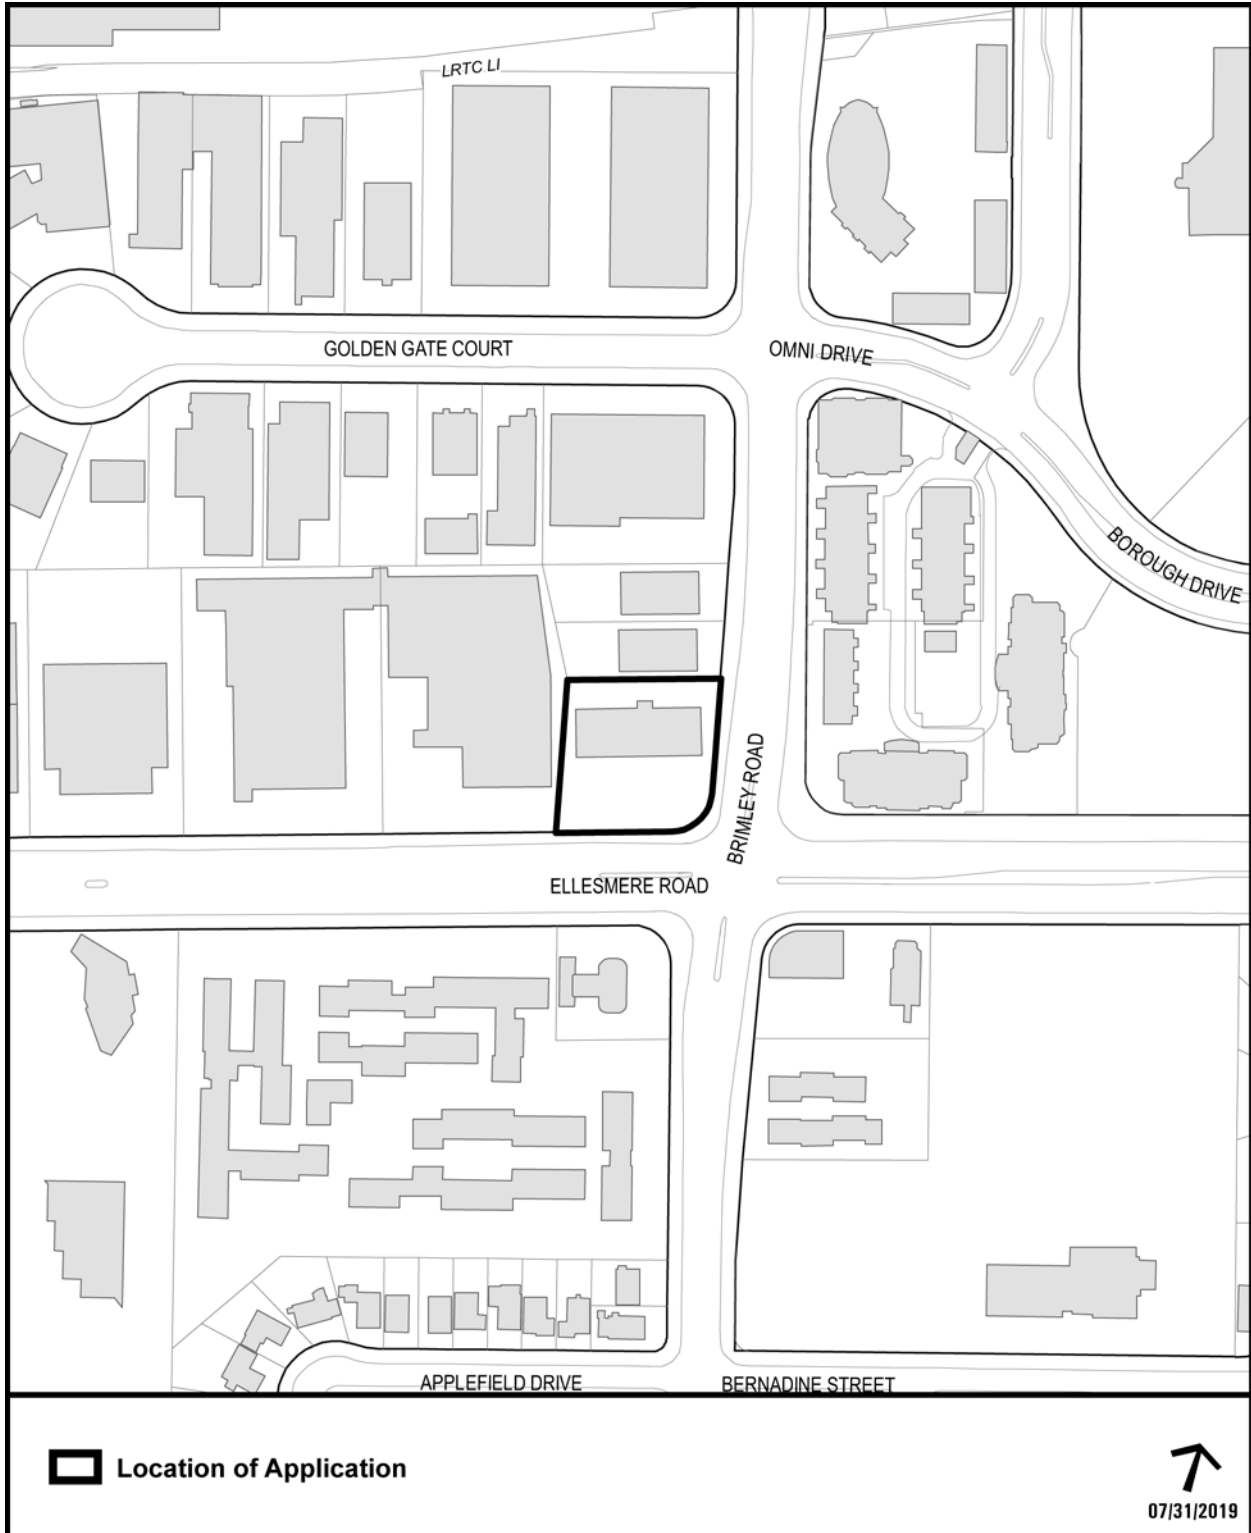 LRTC LI
GOLDEN GATE COURT
OMNI DRIVE
BOROUGH DRIVE
BRIMLEY ROAD
ELLESMERE ROAD
APPLEFIELD DRIVE
BERNADINE STREET
Location of Application
07/31/2019